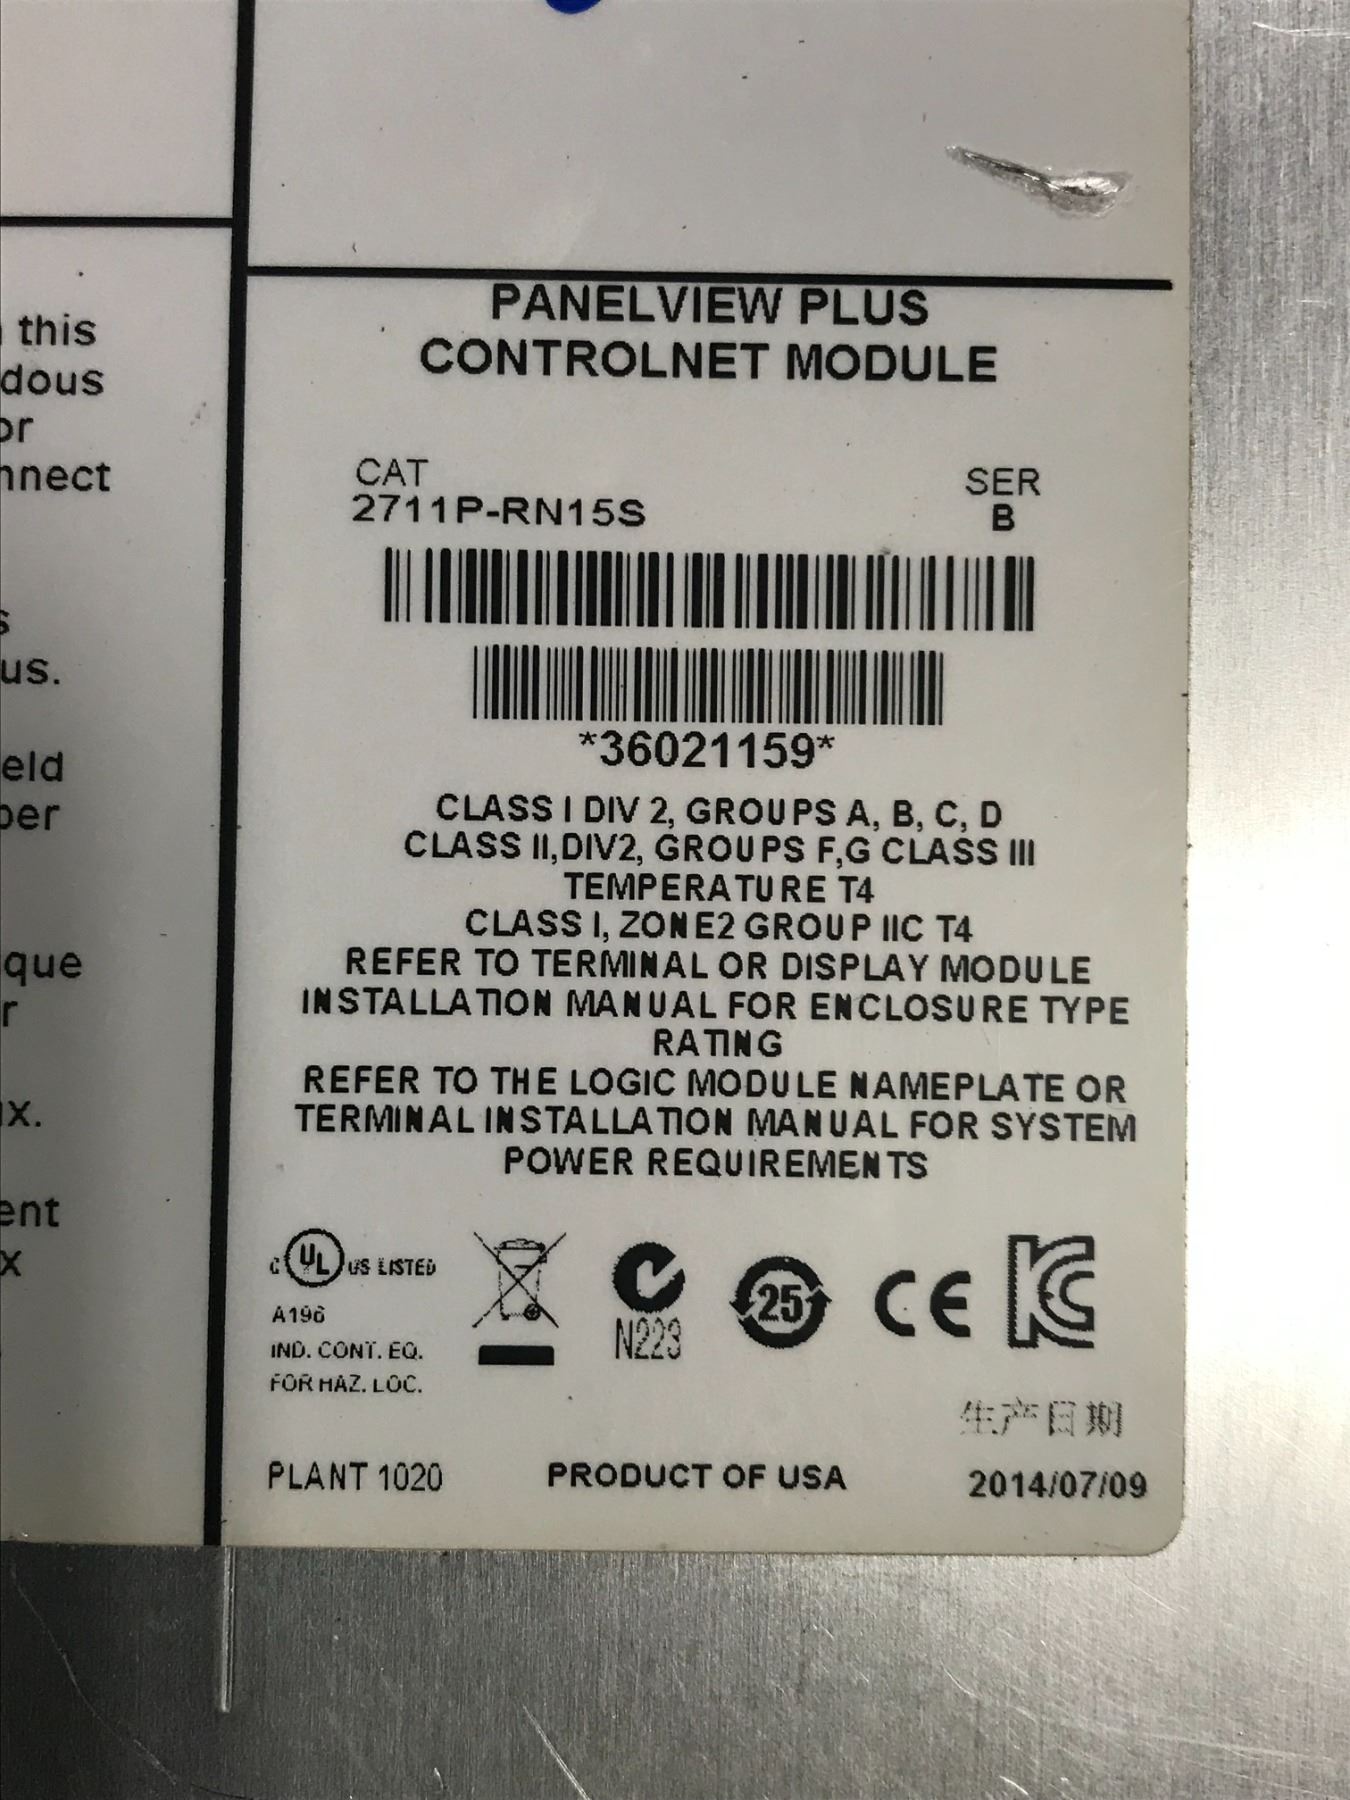 this
dous
or
nnect
s
us.
eld
per
que
r
x.
ent
x
PANELVIEW PLUS
CONTROLNET MODULE
CAT
2711P-RN15S
SER
B
*36021159*
CLASS I DIV 2, GROUPS A, B, C, D
CLASS II,DIV2, GROUPS F,G CLASS III
TEMPERATURE T4
CLASS I, ZONE2 GROUP IIC T4
REFER TO TERMINAL OR DISPLAY MODULE
INSTALLATION MANUAL FOR ENCLOSURE TYPE
RATING
REFER TO THE LOGIC MODULE NAMEPLATE OR
TERMINAL INSTALLATION MANUAL FOR SYSTEM
POWER REQUIREMENTS
C UL US LISTED
A196
IND. CONT. EQ.
FOR HAZ. LOC.
N223
25
CE
KC
生产日期
PLANT 1020
PRODUCT OF USA
2014/07/09